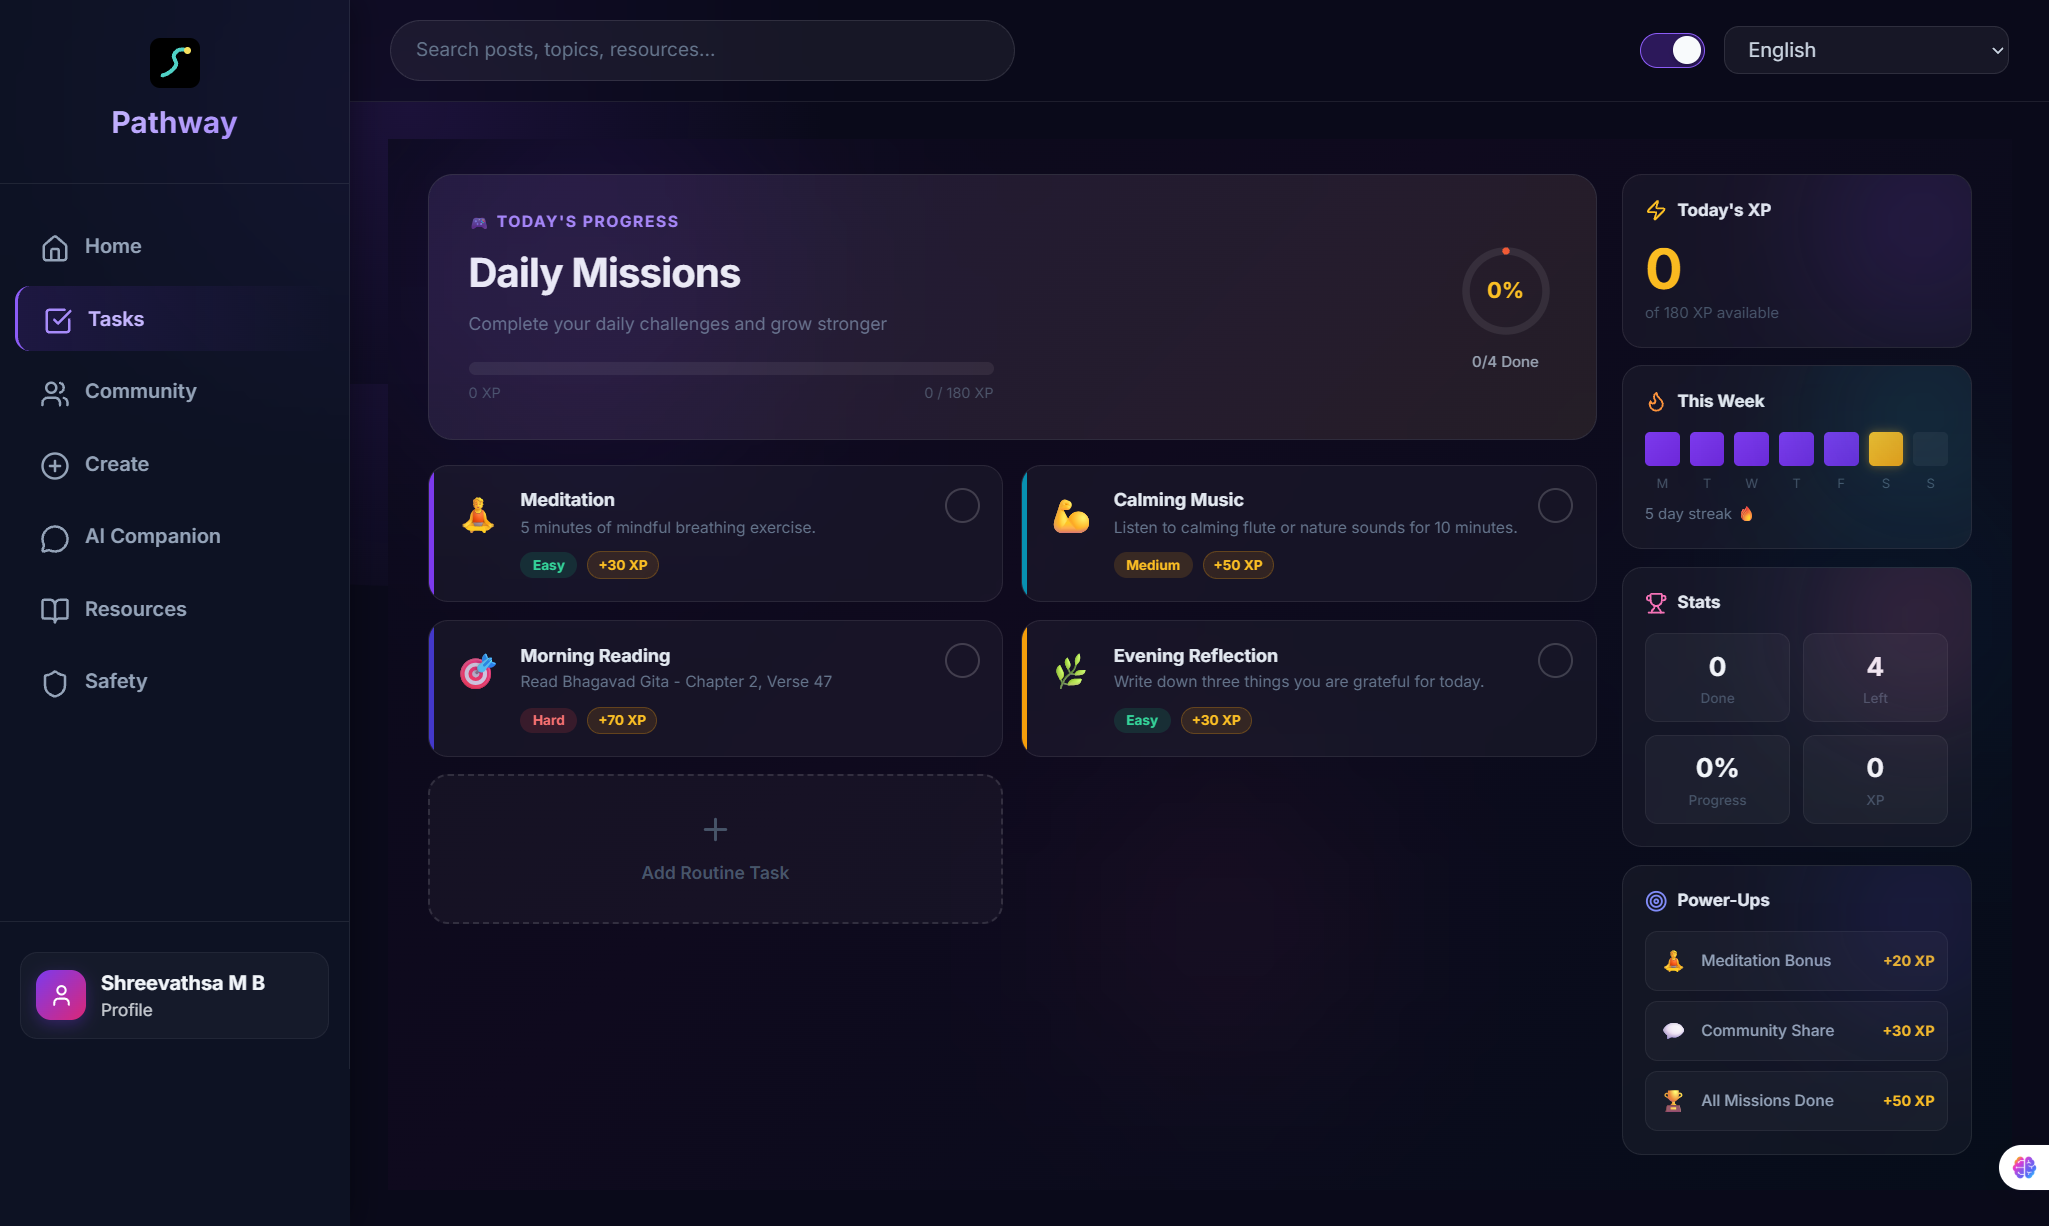 Pathway
Home
Tasks
Community
Create
AI Companion
Resources
Safety
Shreevathsa M B
Profile
Search posts, topics, resources...
English
TODAY'S PROGRESS
Daily Missions
Complete your daily challenges and grow stronger
0 XP
0 / 180 XP
0%
0/4 Done
Meditation
5 minutes of mindful breathing exercise.
Easy
+30 XP
Calming Music
Listen to calming flute or nature sounds for 10 minutes.
Medium
+50 XP
Morning Reading
Read Bhagavad Gita - Chapter 2, Verse 47
Hard
+70 XP
Evening Reflection
Write down three things you are grateful for today.
Easy
+30 XP
Add Routine Task
Today's XP
0
of 180 XP available
This Week
M T W T F S S
5 day streak
Stats
0
Done
4
Left
0%
Progress
0
XP
Power-Ups
Meditation Bonus +20 XP
Community Share +30 XP
All Missions Done +50 XP